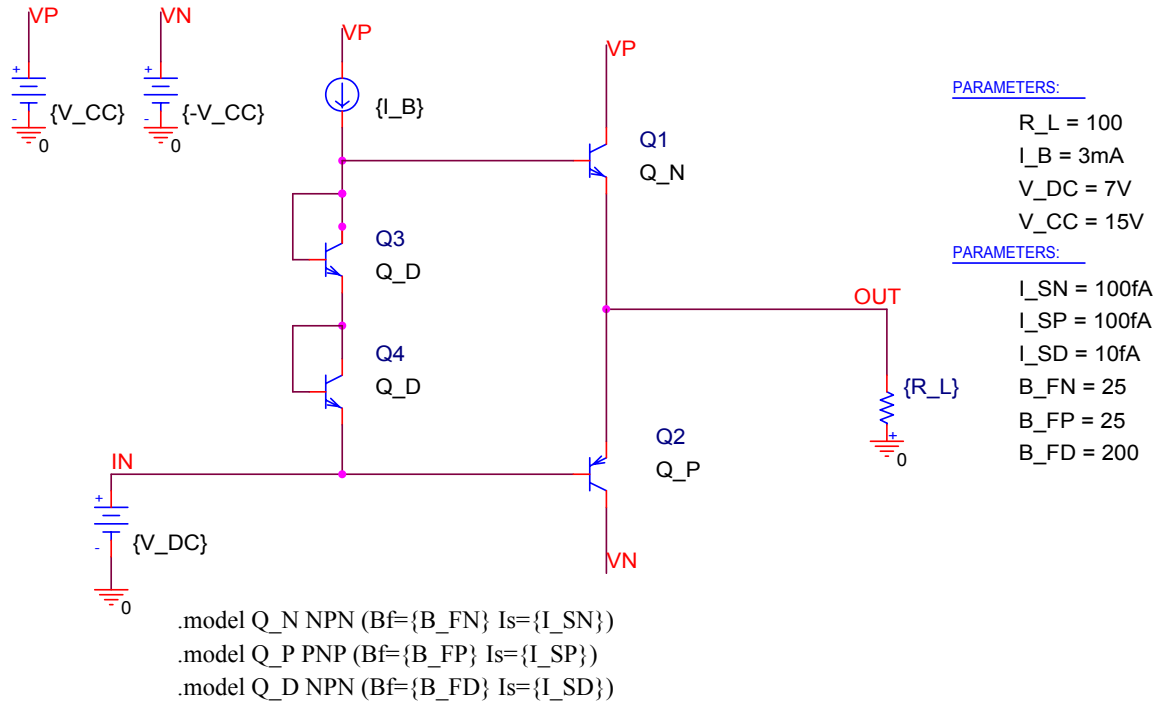 VP
VN
+
{V_CC}
-
0
+
{-V_CC}
-
0
VP
{I_B}
VP
Q1
Q_N
Q3
Q_D
Q4
Q_D
OUT
{R_L}
+
0
Q2
Q_P
VN
IN
+
{V_DC}
-
0
PARAMETERS:
R_L = 100
I_B = 3mA
V_DC = 7V
V_CC = 15V
PARAMETERS:
I_SN = 100fA
I_SP = 100fA
I_SD = 10fA
B_FN = 25
B_FP = 25
B_FD = 200
.model Q_N NPN (Bf={B_FN} Is={I_SN})
.model Q_P PNP (Bf={B_FP} Is={I_SP})
.model Q_D NPN (Bf={B_FD} Is={I_SD})